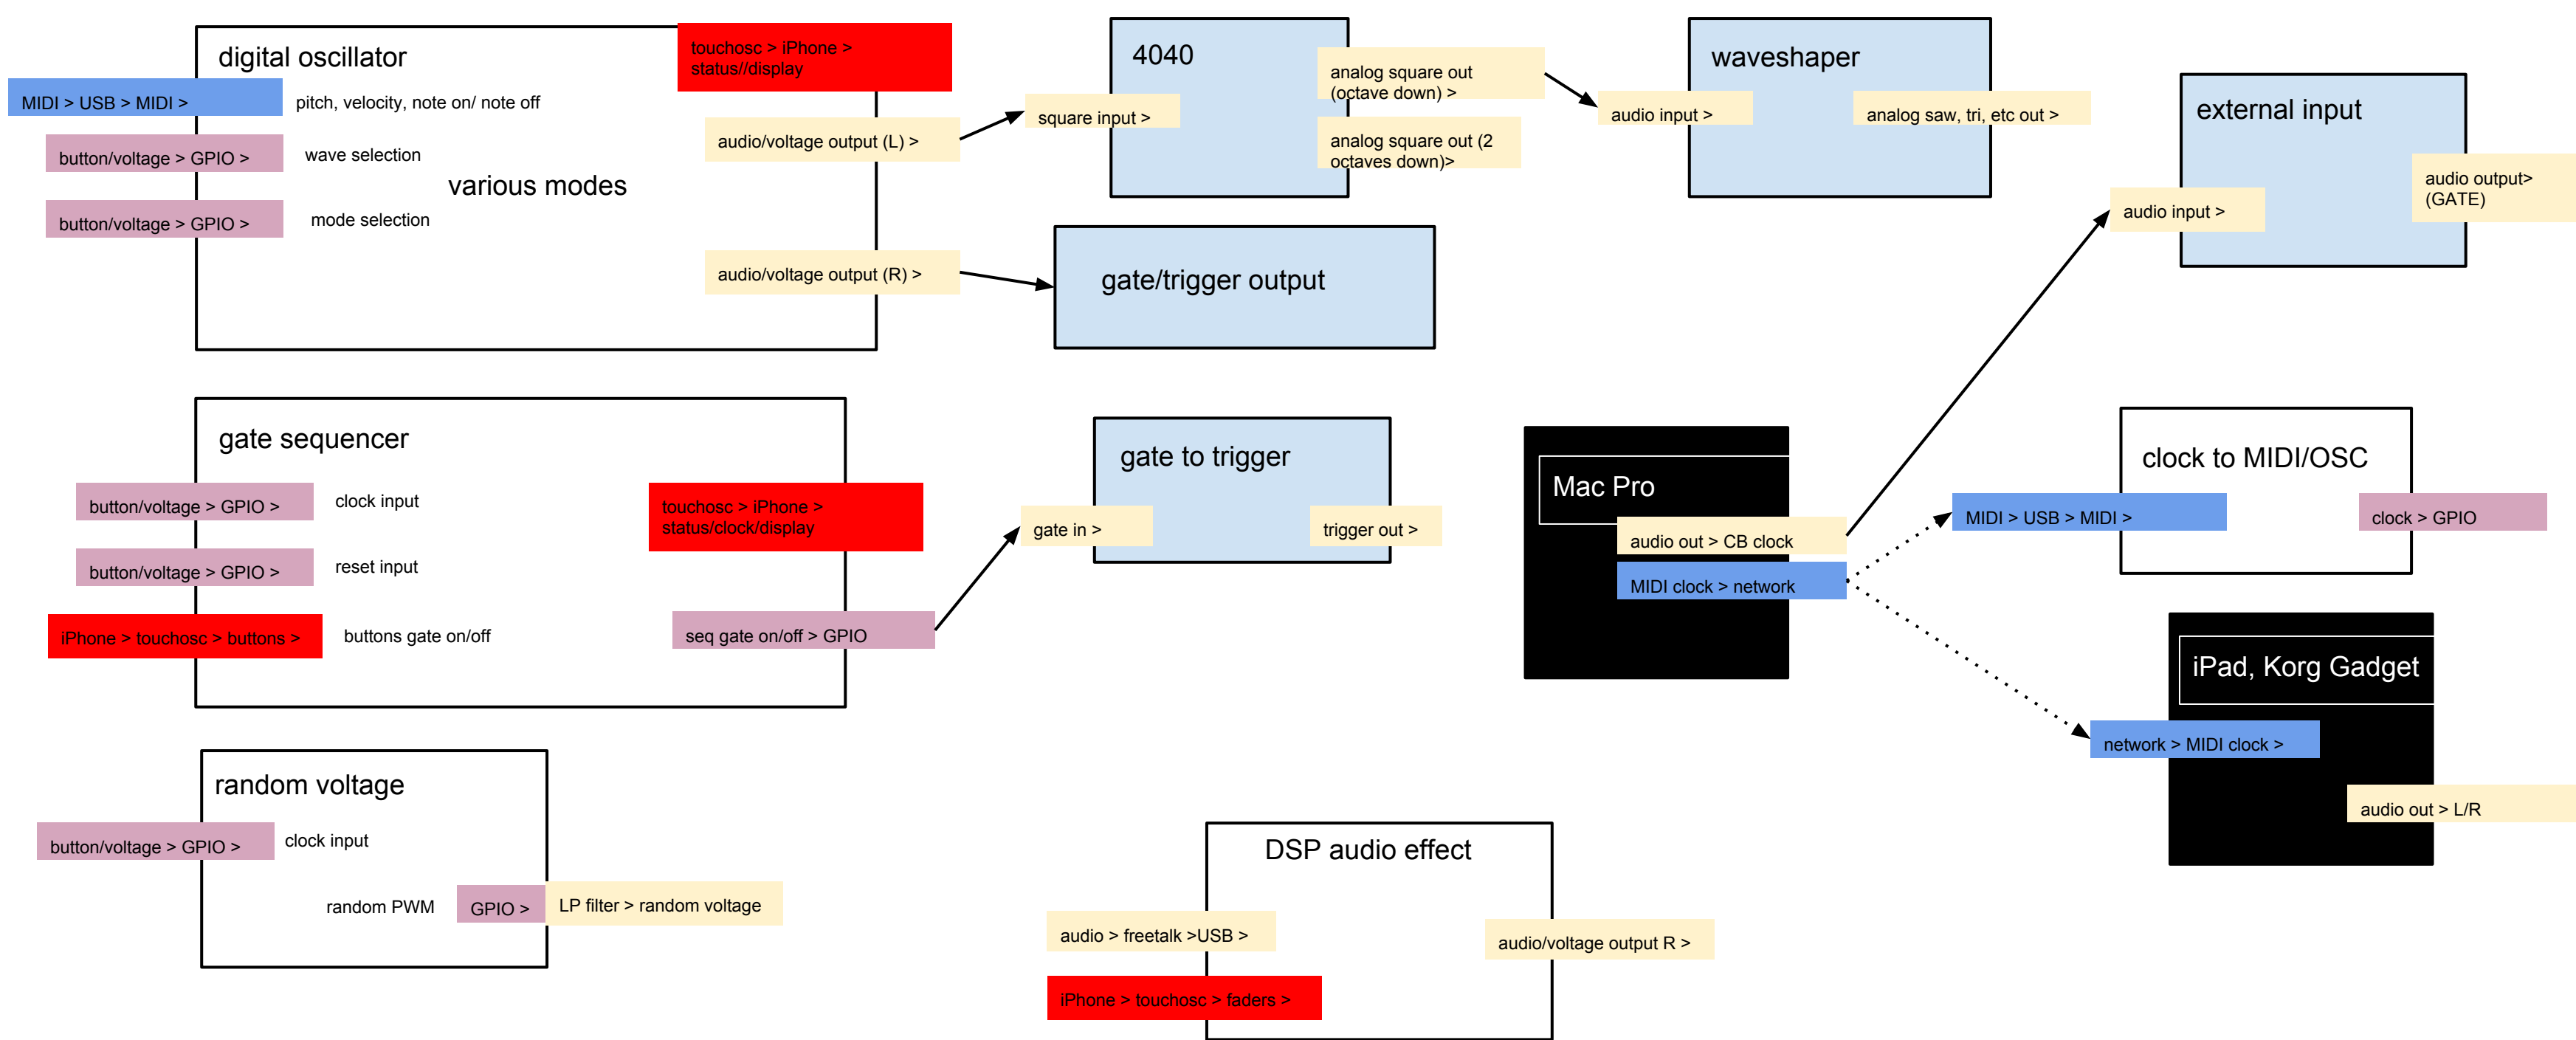 digital oscillator
touchosc > iPhone >
status//display
MIDI > USB > MIDI >
pitch, velocity, note on/ note off
button/voltage > GPIO >
wave selection
audio/voltage output (L) >
various modes
button/voltage > GPIO >
mode selection
audio/voltage output (R) >
4040
square input >
analog square out
(octave down) >
analog square out (2
octaves down)>
waveshaper
audio input >
analog saw, tri, etc out >
external input
audio input >
audio output>
(GATE)
gate/trigger output
gate sequencer
button/voltage > GPIO >
clock input
touchosc > iPhone >
status/clock/display
button/voltage > GPIO >
reset input
iPhone > touchosc > buttons >
buttons gate on/off
seq gate on/off > GPIO
gate to trigger
gate in >
trigger out >
Mac Pro
audio out > CB clock
MIDI clock > network
clock to MIDI/OSC
MIDI > USB > MIDI >
clock > GPIO
iPad, Korg Gadget
network > MIDI clock >
audio out > L/R
random voltage
button/voltage > GPIO >
clock input
random PWM
GPIO >
LP filter > random voltage
DSP audio effect
audio > freetalk >USB >
audio/voltage output R >
iPhone > touchosc > faders >